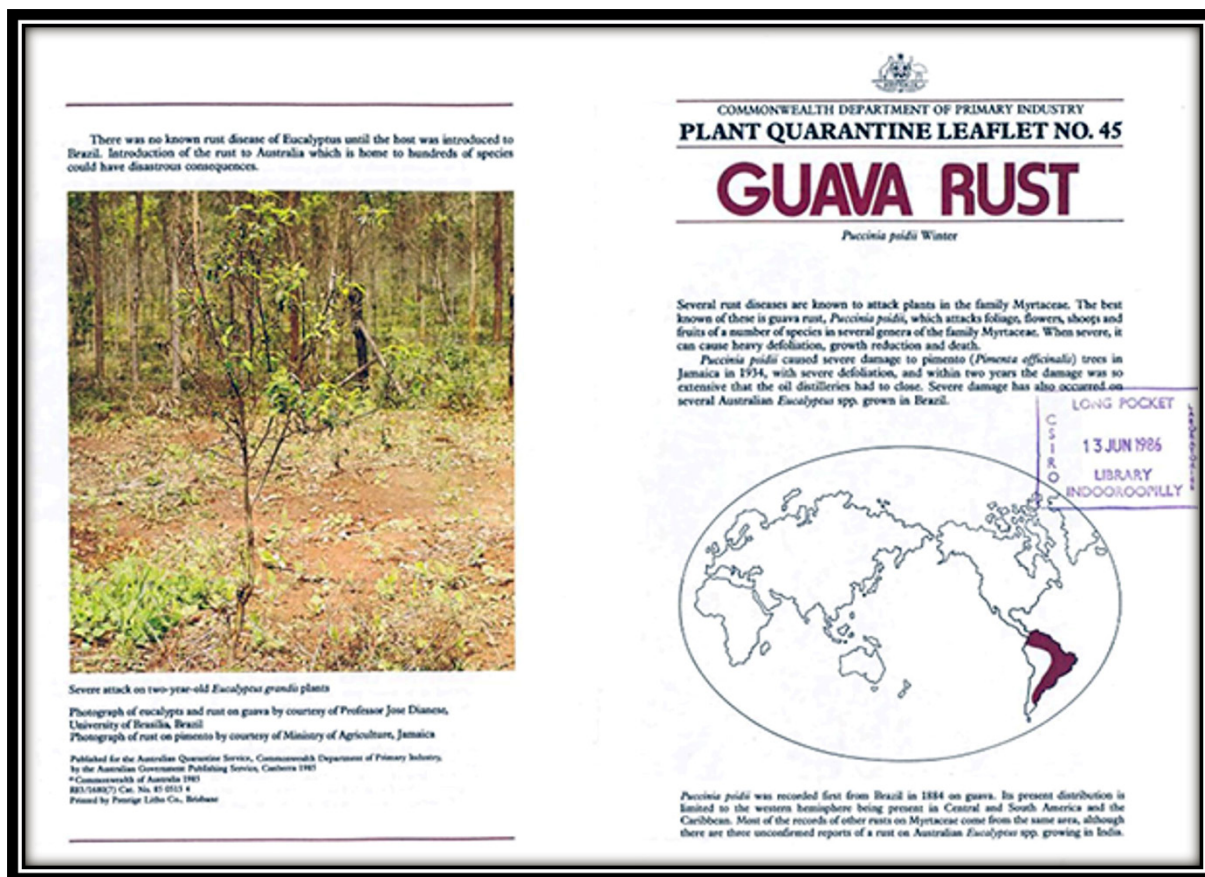 There was no known rust disease of Eucalyptus until the host was introduced to
Brazil. Introduction of the rust to Australia which is home to hundreds of species
could have disastrous consequences.
Severe attack on two-year-old Eucalyptus grandis plants
Photograph of eucalypts and rust on guava by courtesy of Professor Jose Dianese,
University of Brasilia, Brazil
Photograph of rust on pimento by courtesy of Ministry of Agriculture, Jamaica
Published for the Australian Quarantine Service, Commonwealth Department of Primary Industry,
by the Australian Government Publishing Service, Canberra 1985
© Commonwealth of Australia 1985
Cat. No. 85 0513 4
Printed by Prestige Litho Co., Brisbane
COMMONWEALTH DEPARTMENT OF PRIMARY INDUSTRY
PLANT QUARANTINE LEAFLET NO. 45
GUAVA RUST
Puccinia psidii Winter
Several rust diseases are known to attack plants in the family Myrtaceae. The best
known of these is guava rust, Puccinia psidii, which attacks foliage, flowers, shoots and
fruits of a number of species in several genera of the family Myrtaceae. When severe, it
can cause heavy defoliation, growth reduction and death.
Puccinia psidii caused severe damage to pimento (Pimenta officinalis) trees in
Jamaica in 1934, with severe defoliation, and within two years the damage was so
extensive that the oil distilleries had to close. Severe damage has also occurred on
several Australian Eucalyptus spp. grown in Brazil.
LONG POCKET
CSIRO
13 JUN 1986
LIBRARY
INDOOROOPILLY
Puccinia psidii was recorded first from Brazil in 1884 on guava. Its present distribution is
limited to the western hemisphere being present in Central and South America and the
Caribbean. Most of the records of other rusts on Myrtaceae come from the same area, although
there are three unconfirmed reports of a rust on Australian Eucalyptus spp. growing in India.